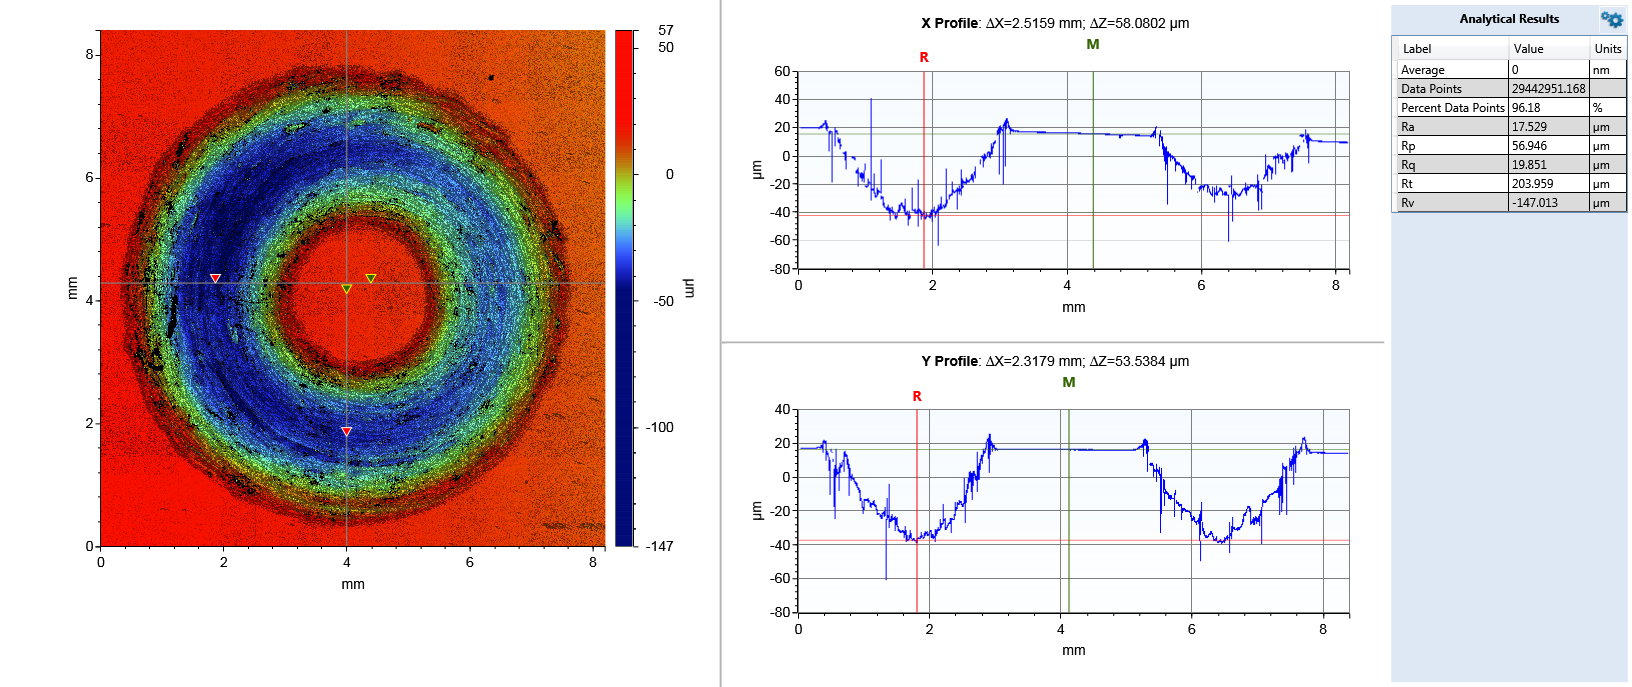 57
50
0
-50
-100
-147
µm
8
6
4
2
0
mm
0 2 4 6 8
mm
X Profile: ΔX=2.5159 mm; ΔZ=58.0802 µm
M
R
60
40
20
0
-20
-40
-60
-80
µm
0 2 4 6 8
mm
Y Profile: ΔX=2.3179 mm; ΔZ=53.5384 µm
M
R
40
20
0
-20
-40
-60
-80
µm
0 2 4 6 8
mm
Analytical Results
Label Value Units
Average 0 nm
Data Points 29442951.168
Percent Data Points 96.18 %
Ra 17.529 µm
Rp 56.946 µm
Rq 19.851 µm
Rt 203.959 µm
Rv -147.013 µm